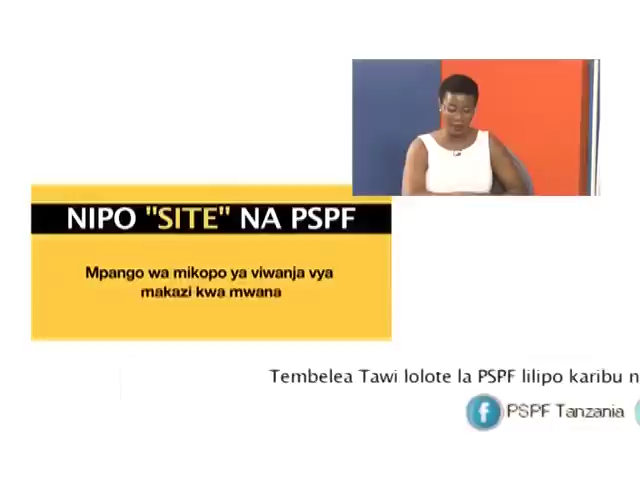 NIPO "SITE" NA PSPF
Mpango wa mikopo ya viwanja vya
makazi kwa mwana
Tembelea Tawi lolote la PSPF lilipo karibu n
PSPF Tanzania